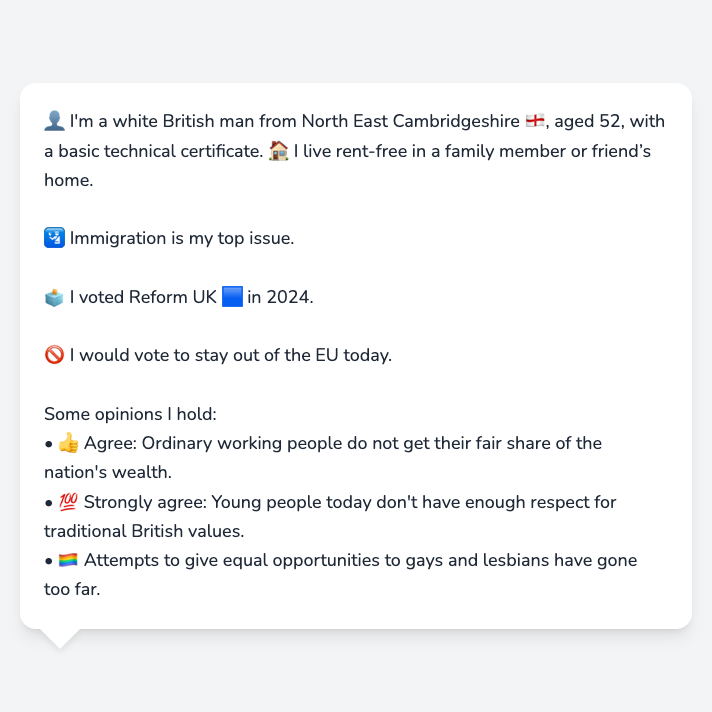 👤 I'm a white British man from North East Cambridgeshire 🏴󠁧󠁢󠁥󠁮󠁧󠁿, aged 52, with
a basic technical certificate. 🏠 I live rent-free in a family member or friend’s
home.
🛂 Immigration is my top issue.
🗳️ I voted Reform UK 🟦 in 2024.
🚫 I would vote to stay out of the EU today.
Some opinions I hold:
• 👍 Agree: Ordinary working people do not get their fair share of the
nation's wealth.
• 💯 Strongly agree: Young people today don't have enough respect for
traditional British values.
• 🏳️‍🌈 Attempts to give equal opportunities to gays and lesbians have gone
too far.